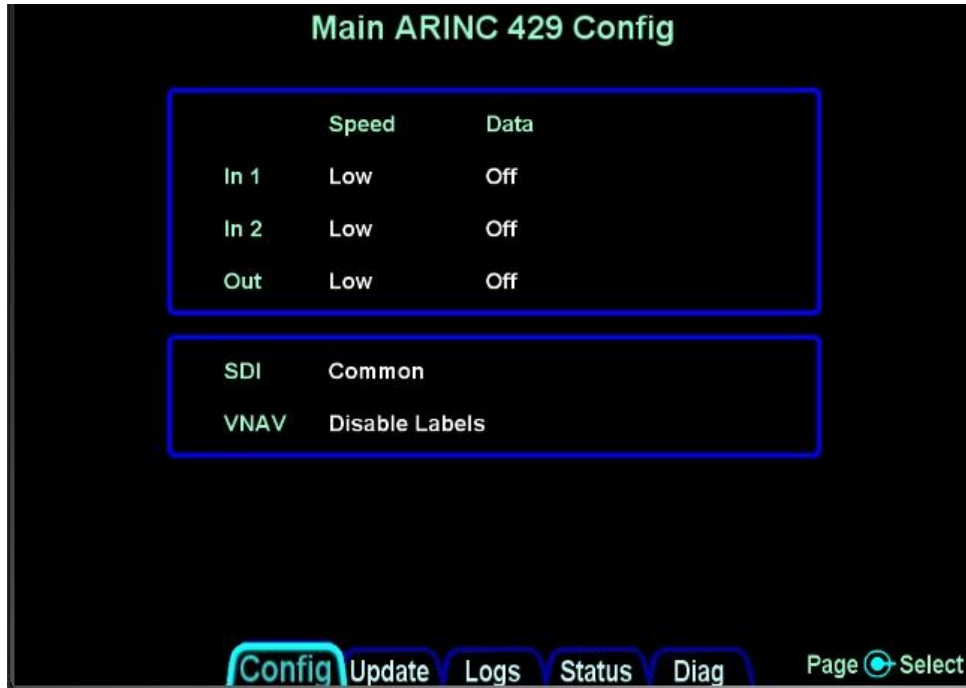 Main ARINC 429 Config
Speed Data
In 1 Low Off
In 2 Low Off
Out Low Off
SDI Common
VNAV Disable Labels
Config Update Logs Status Diag Page Select